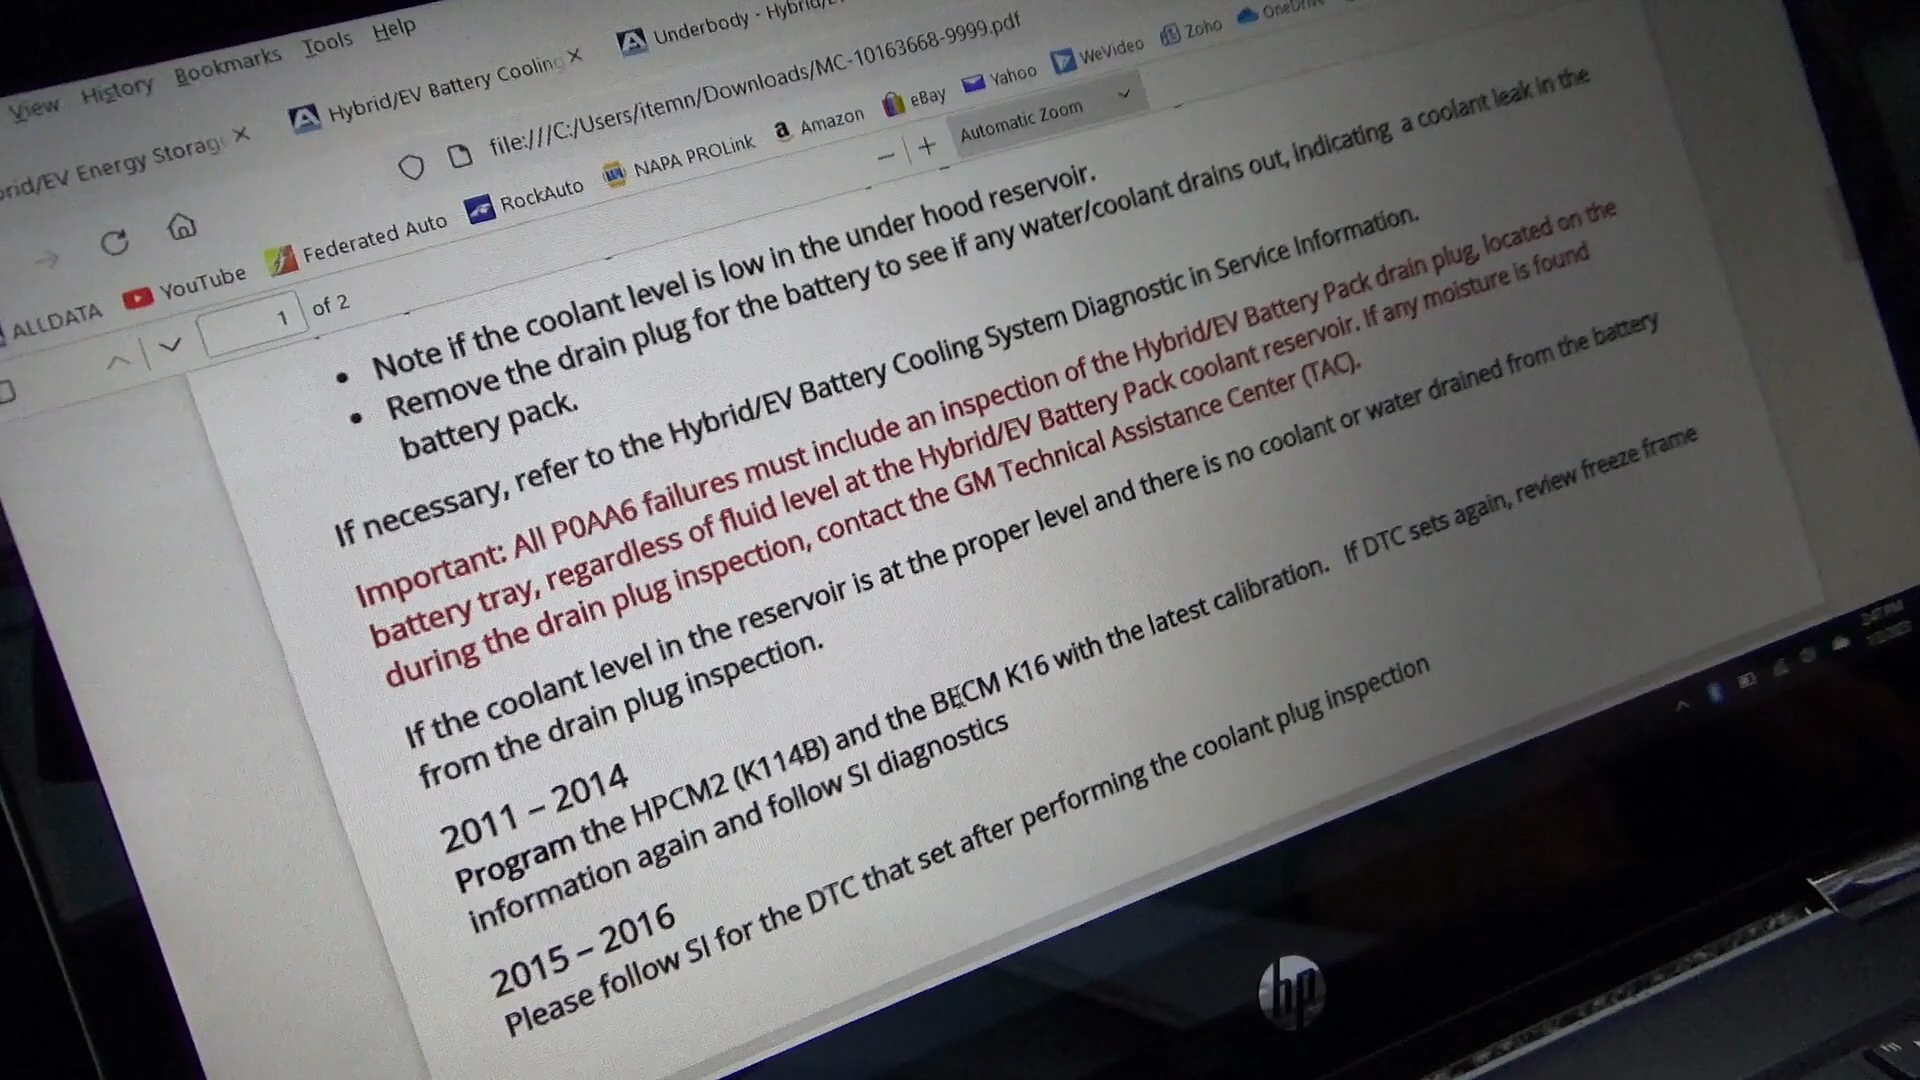 View History Bookmarks Tools Help
Hybrid/EV Energy Storag × Hybrid/EV Battery Cooling × Underbody - Hybrid/
file:///C:/Users/itemn/Downloads/MC-10163668-9999.pdf
ALLDATA YouTube Federated Auto RockAuto NAPA PROLink Amazon eBay Yahoo WeVideo Zoho OneDrive
1 of 2 − + Automatic Zoom
• Note if the coolant level is low in the under hood reservoir.
• Remove the drain plug for the battery to see if any water/coolant drains out, indicating a coolant leak in the
battery pack.
If necessary, refer to the Hybrid/EV Battery Cooling System Diagnostic in Service Information.
Important: All P0AA6 failures must include an inspection of the Hybrid/EV Battery Pack drain plug, located on the
battery tray, regardless of fluid level at the Hybrid/EV Battery Pack coolant reservoir. If any moisture is found
during the drain plug inspection, contact the GM Technical Assistance Center (TAC).
If the coolant level in the reservoir is at the proper level and there is no coolant or water drained from the battery
from the drain plug inspection.
2011 – 2014
Program the HPCM2 (K114B) and the BECM K16 with the latest calibration. If DTC sets again, review freeze frame
information again and follow SI diagnostics
2015 – 2016
Please follow SI for the DTC that set after performing the coolant plug inspection
hp